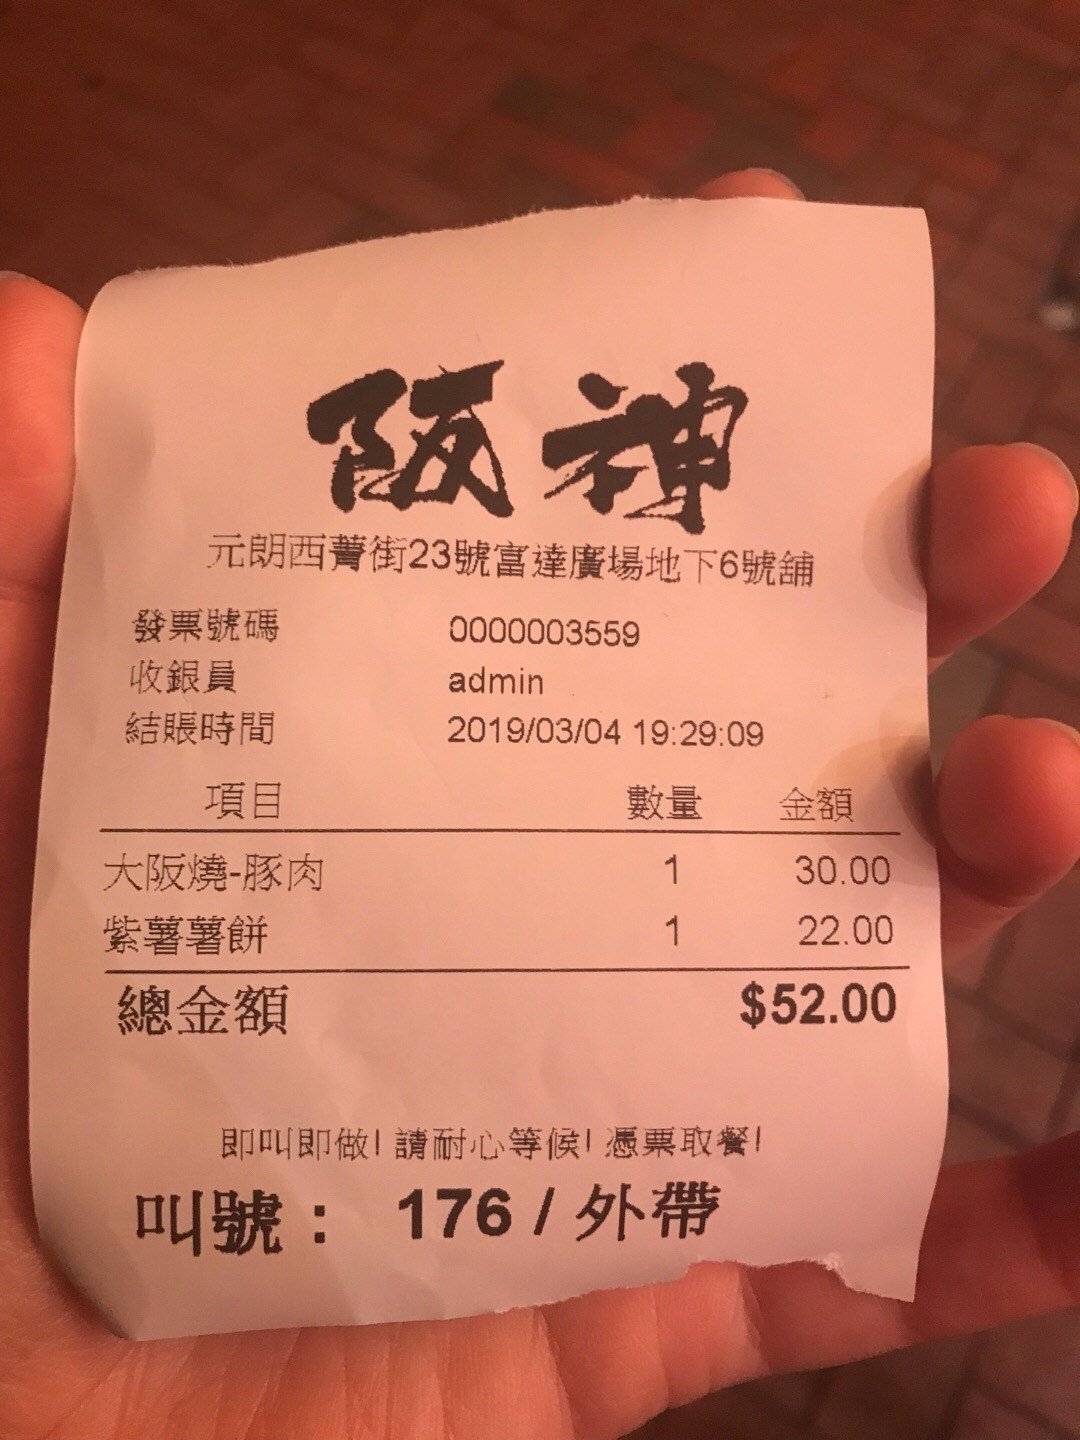 阪神
元朗西菁街23號富達廣場地下6號舖
發票號碼 0000003559
收銀員 admin
結賬時間 2019/03/04 19:29:09
項目 數量 金額
大阪燒-豚肉 1 30.00
紫薯薯餅 1 22.00
總金額 $52.00
即叫即做! 請耐心等候! 憑票取餐!
叫號： 176 / 外帶